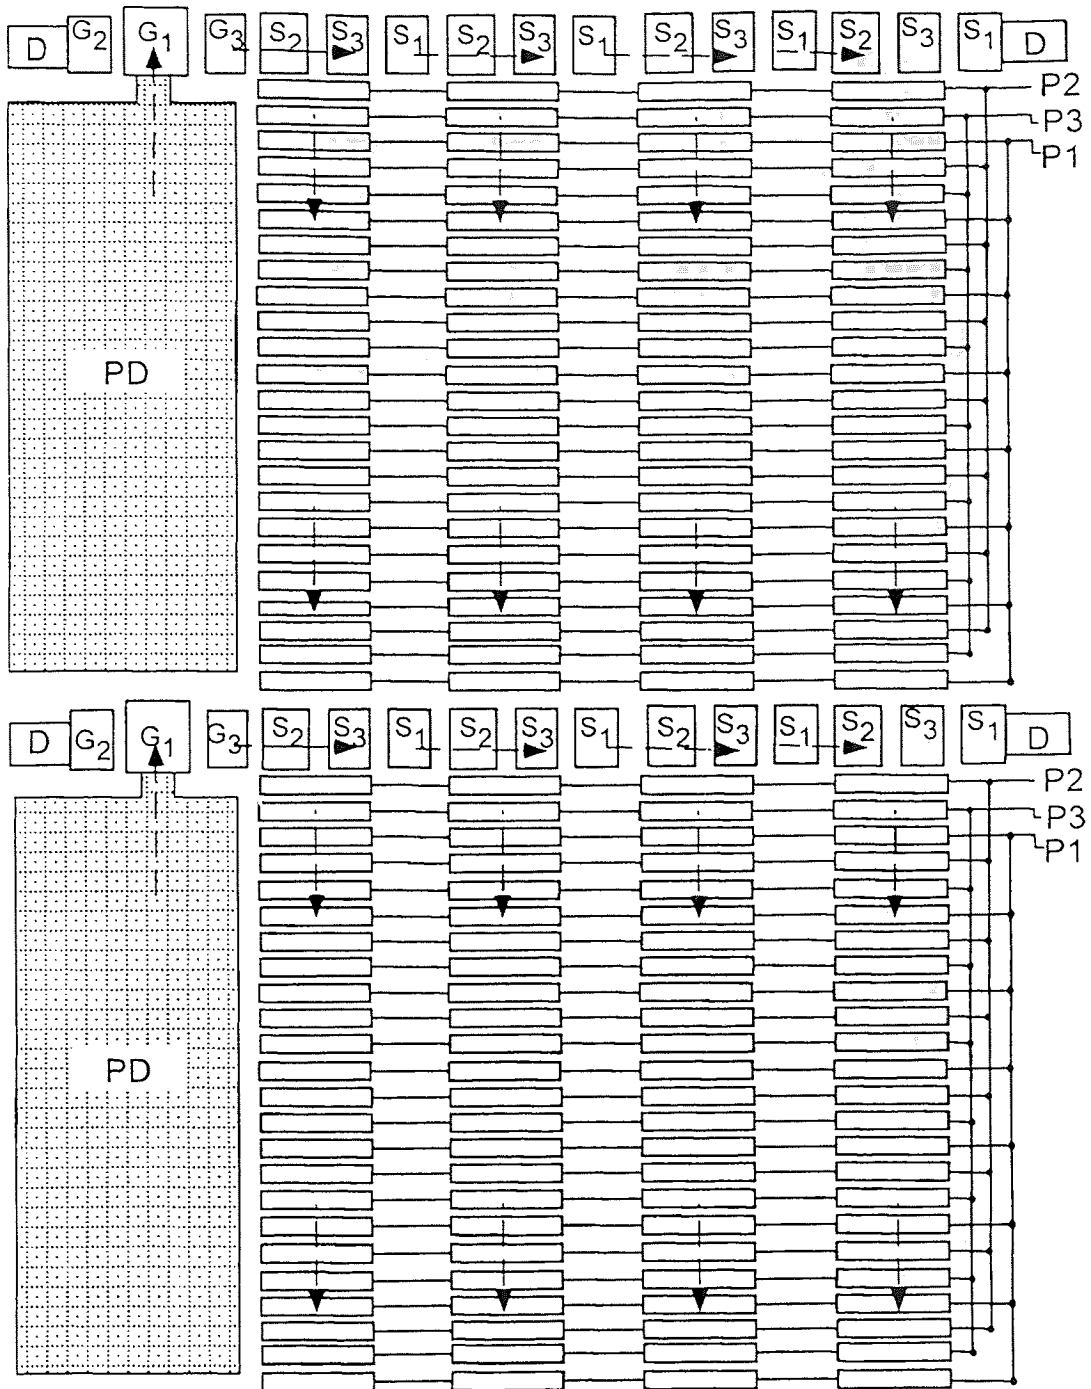 D G₂ G₁ G₃ S₂ S₃ S₁ S₂ S₃ S₁ S₂ S₃ S₁ S₂ S₃ S₁ D
P2
P3
P1
PD
D G₂ G₁ G₃ S₂ S₃ S₁ S₂ S₃ S₁ S₂ S₃ S₁ S₂ S₃ S₁ D
P2
P3
P1
PD